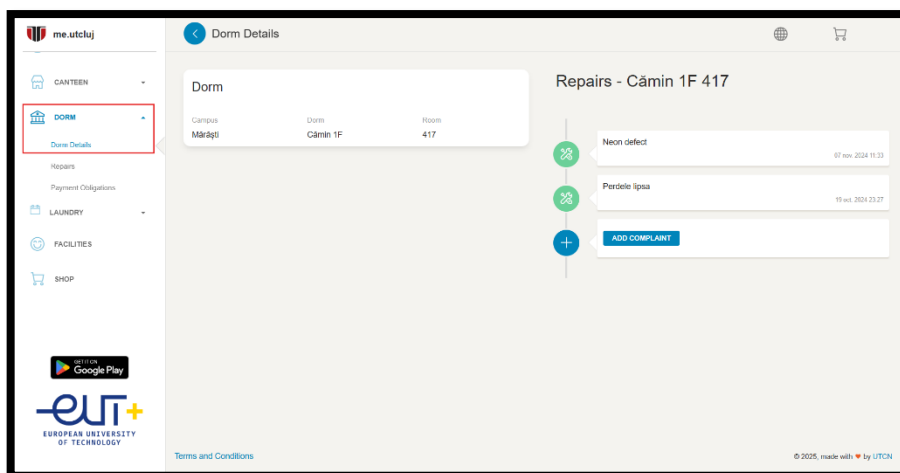 me.utcluj
Dorm Details
CANTEEN
DORM
Dorm Details
Repairs
Payment Obligations
LAUNDRY
FACILITIES
SHOP
GET IT ON
Google Play
EUT+
EUROPEAN UNIVERSITY
OF TECHNOLOGY
Dorm
Campus Dorm Room
Mărăști Cămin 1F 417
Repairs - Cămin 1F 417
Neon defect
07 nov. 2024 11:33
Perdele lipsa
19 oct. 2024 23:27
ADD COMPLAINT
Terms and Conditions
© 2025, made with ♥ by UTCN